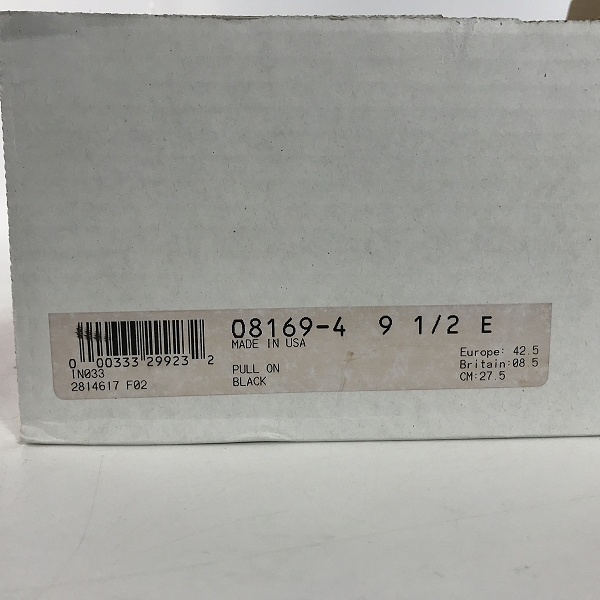 08169-4 9 1/2 E
MADE IN USA
0 00333 29923 2
1N033
2814617 F02
PULL ON
BLACK
Europe: 42.5
Britain:08.5
CM:27.5